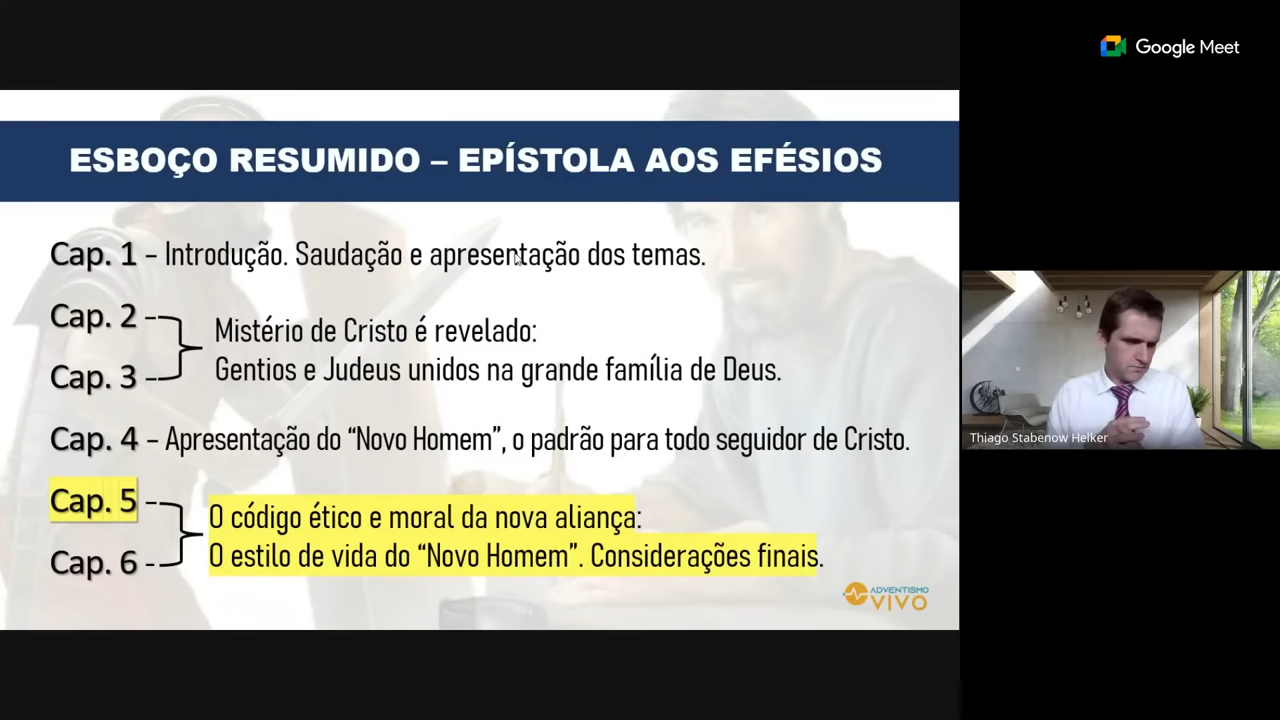 Google Meet
ESBOÇO RESUMIDO – EPÍSTOLA AOS EFÉSIOS
Cap. 1 – Introdução. Saudação e apresentação dos temas.
Cap. 2 –
Mistério de Cristo é revelado:
Gentios e Judeus unidos na grande família de Deus.
Cap. 3 –
Cap. 4 – Apresentação do “Novo Homem”, o padrão para todo seguidor de Cristo.
Cap. 5 –
O código ético e moral da nova aliança:
O estilo de vida do “Novo Homem”. Considerações finais.
Cap. 6 –
ADVENTISMO
VIVO
Thiago Stabenow Helker